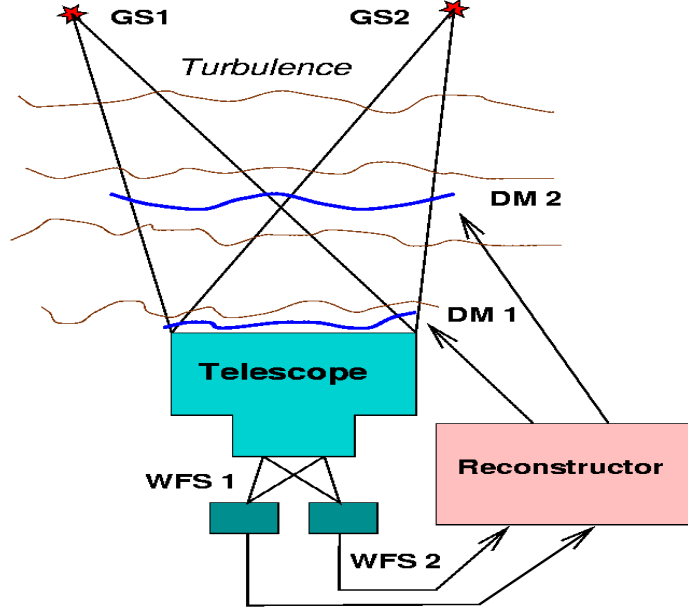 GS1
GS2
Turbulence
DM 2
DM 1
Telescope
Reconstructor
WFS 1
WFS 2